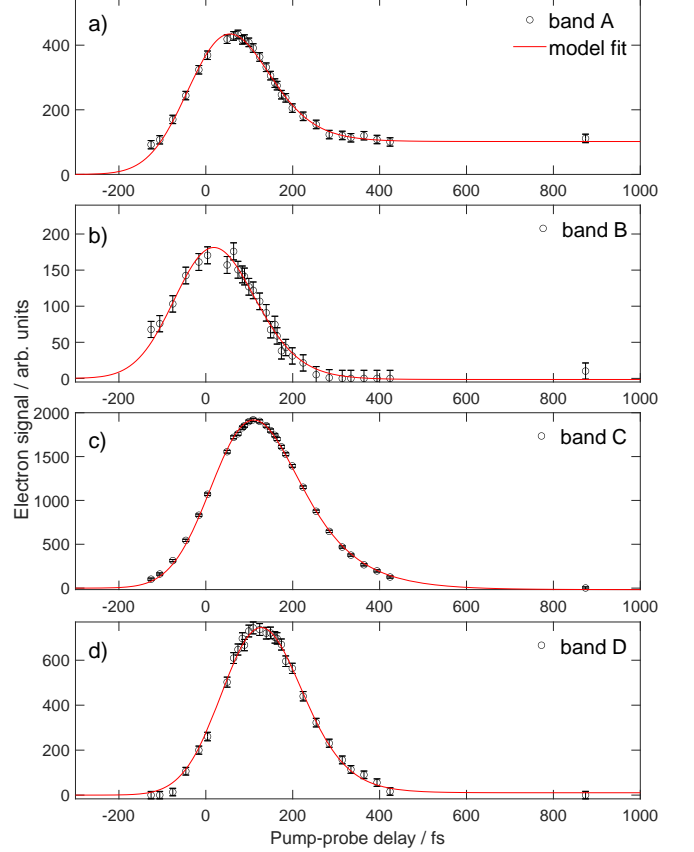 a)
band A
model fit
400
200
0
-200 0 200 400 600 800 1000
b)
band B
200
150
100
50
0
-200 0 200 400 600 800 1000
Electron signal / arb. units
c)
band C
2000
1500
1000
500
0
-200 0 200 400 600 800 1000
d)
band D
600
400
200
0
-200 0 200 400 600 800 1000
Pump-probe delay / fs